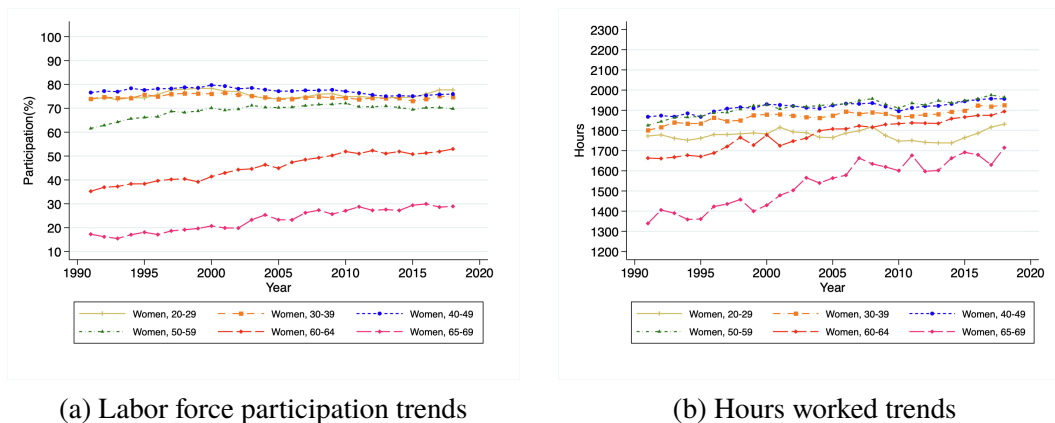 100
90
80
70
60
50
40
30
20
10
Participation(%)
1990 1995 2000 2005 2010 2015 2020
Year
Women, 20-29 Women, 30-39 Women, 40-49
Women, 50-59 Women, 60-64 Women, 65-69
(a) Labor force participation trends
2300
2200
2100
2000
1900
1800
1700
1600
1500
1400
1300
1200
Hours
1990 1995 2000 2005 2010 2015 2020
Year
Women, 20-29 Women, 30-39 Women, 40-49
Women, 50-59 Women, 60-64 Women, 65-69
(b) Hours worked trends